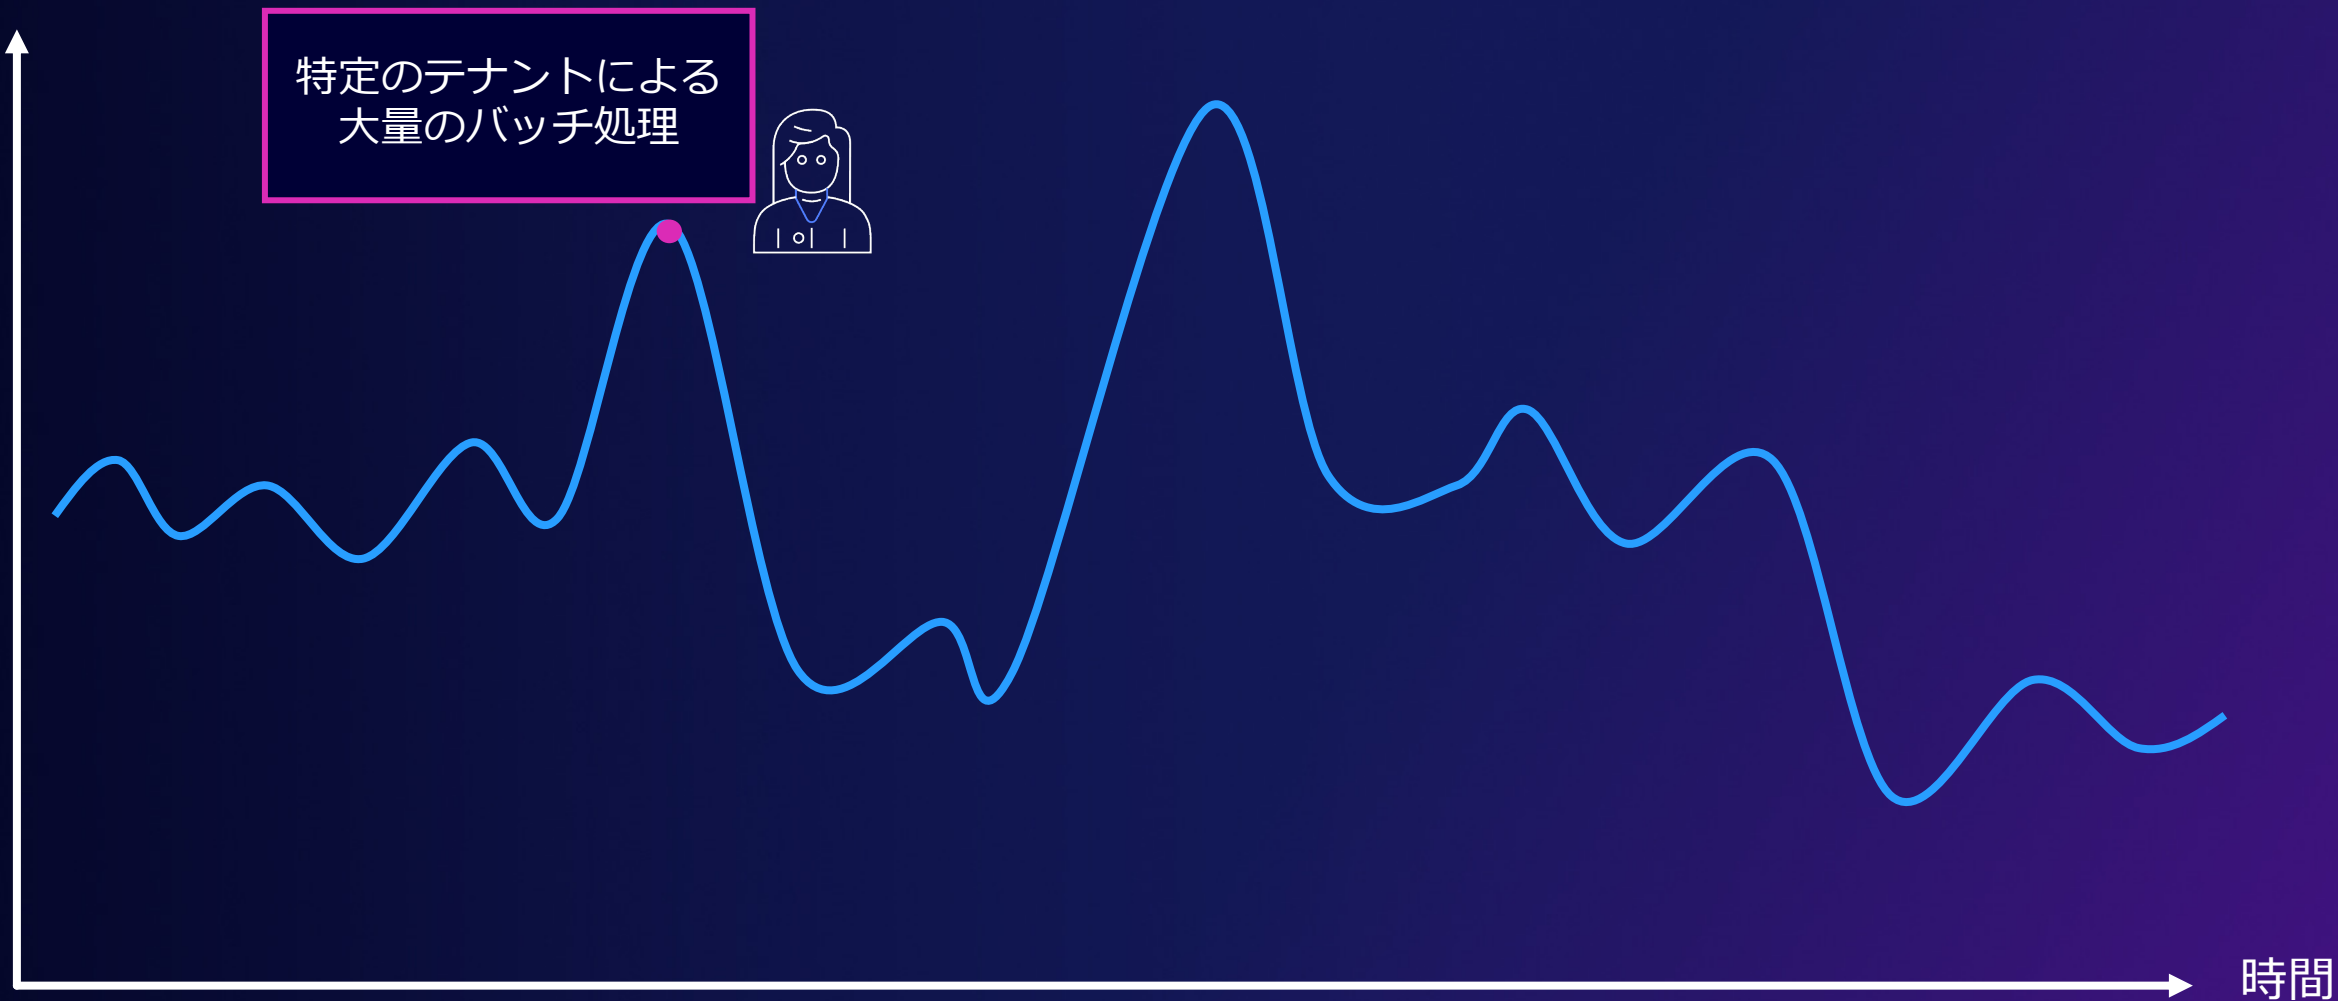 特定のテナントによる
大量のバッチ処理
時間